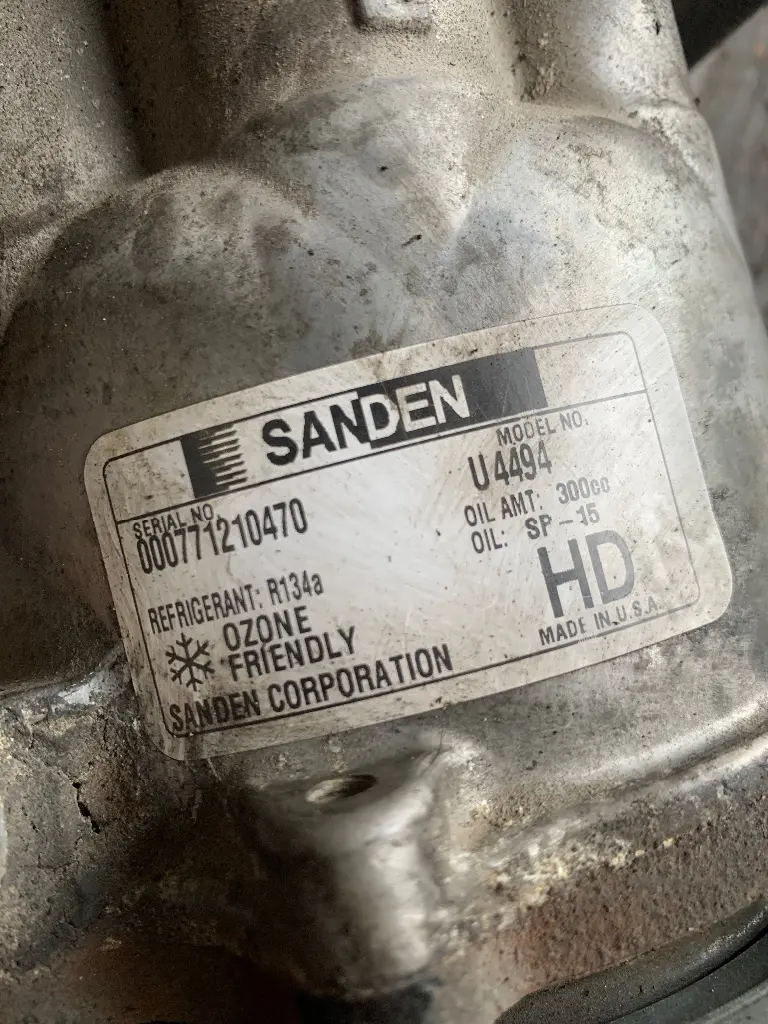 SANDEN
MODEL NO.
U4494
SERIAL NO.
000771210470
OIL AMT: 300cc
OIL: SP-15
HD
REFRIGERANT: R134a
OZONE
FRIENDLY
MADE IN U.S.A.
SANDEN CORPORATION